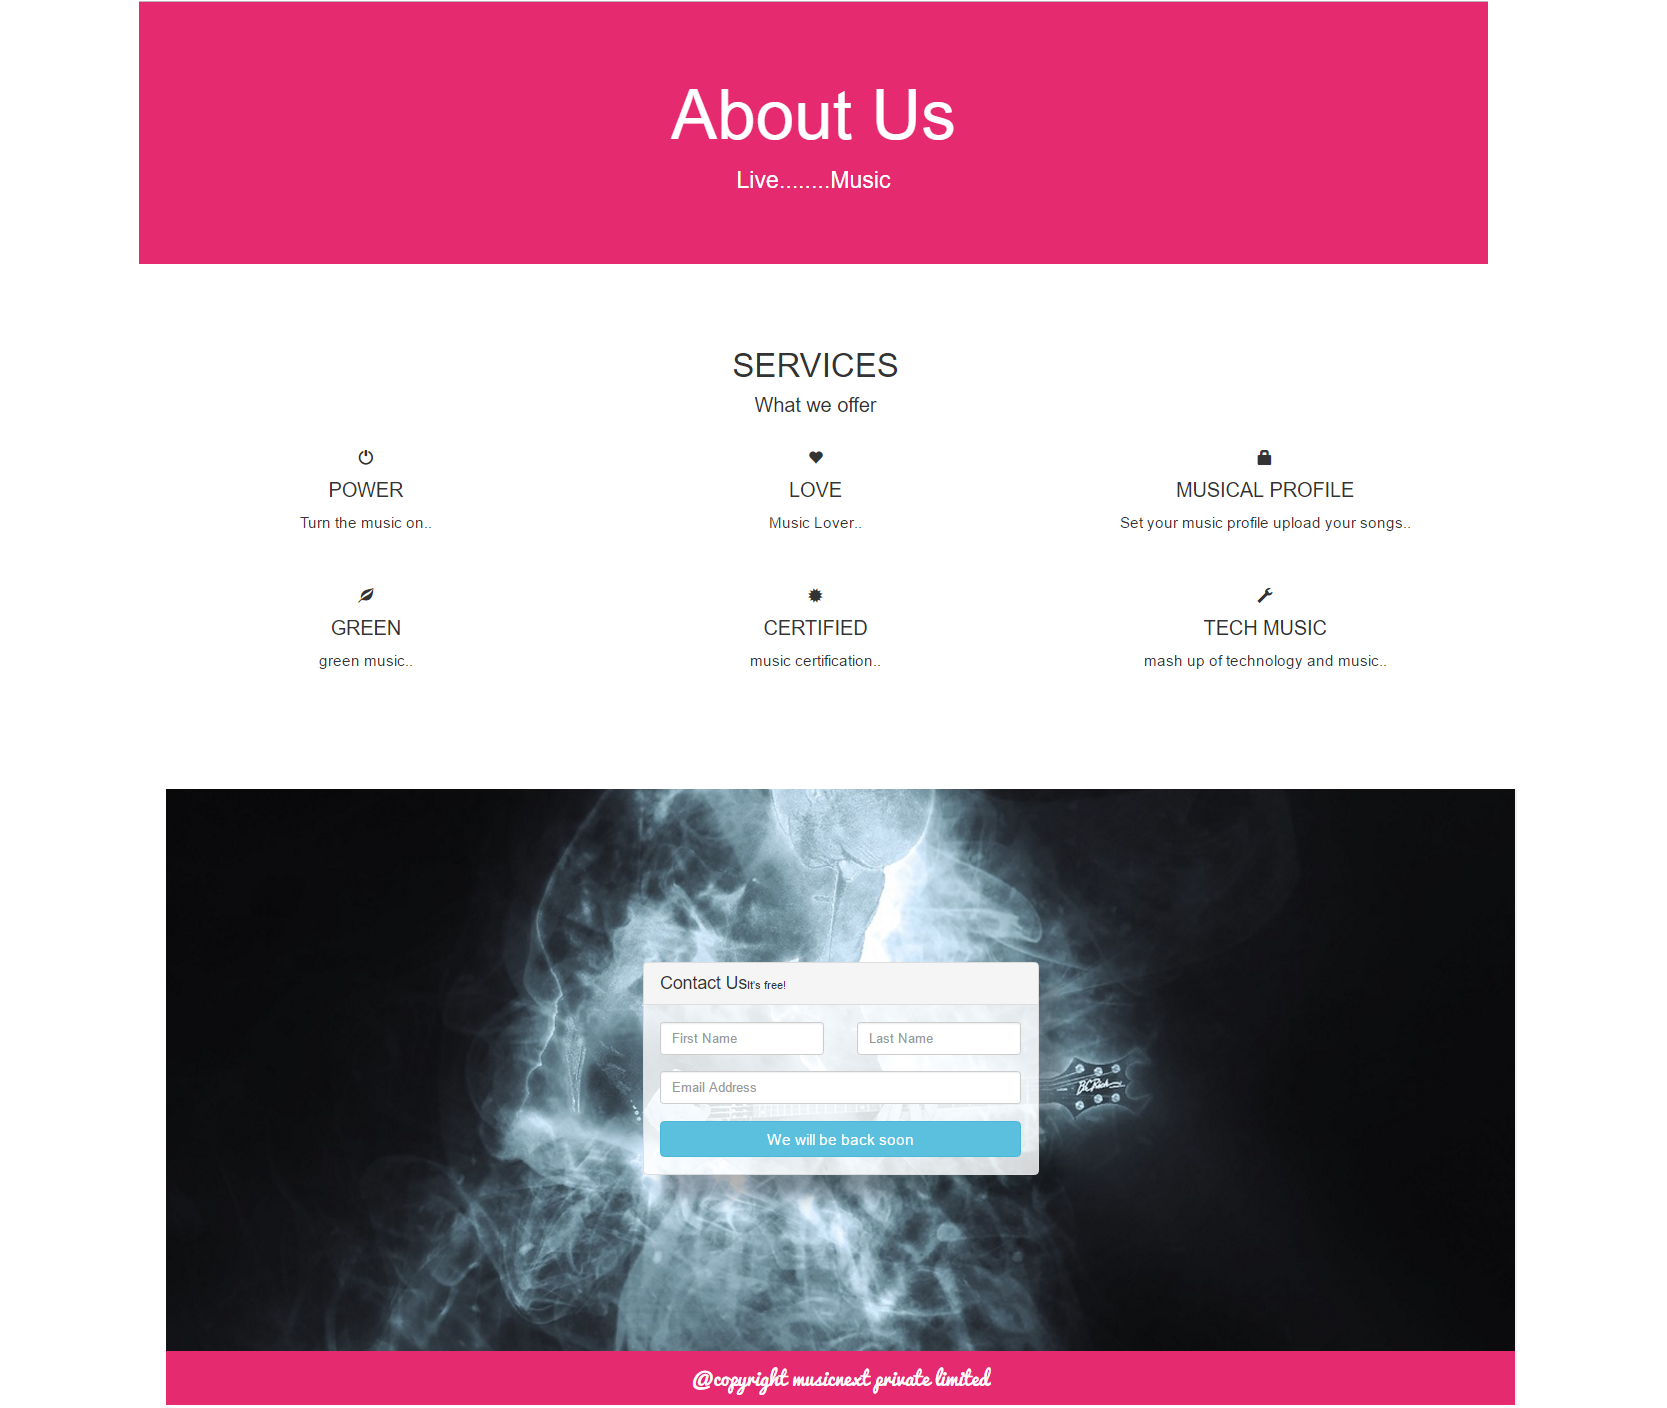 About Us
Live........Music
SERVICES
What we offer
POWER
LOVE
MUSICAL PROFILE
Turn the music on..
Music Lover..
Set your music profile upload your songs..
GREEN
CERTIFIED
TECH MUSIC
green music..
music certification..
mash up of technology and music..
Contact UsIt's free!
First Name
Last Name
Email Address
BC Rich
We will be back soon
@copyright musicnext private limited